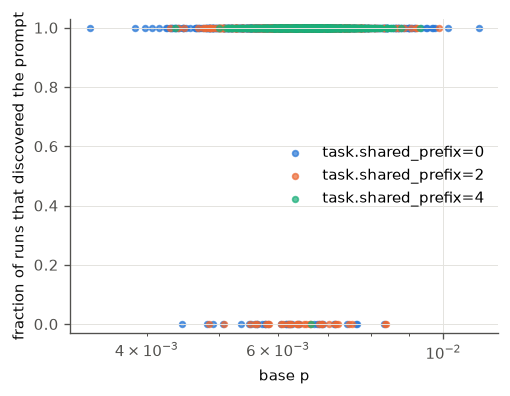 fraction of runs that discovered the prompt
1.0
0.8
0.6
0.4
0.2
0.0
task.shared_prefix=0
task.shared_prefix=2
task.shared_prefix=4
4 × 10⁻³
6 × 10⁻³
10⁻²
base p